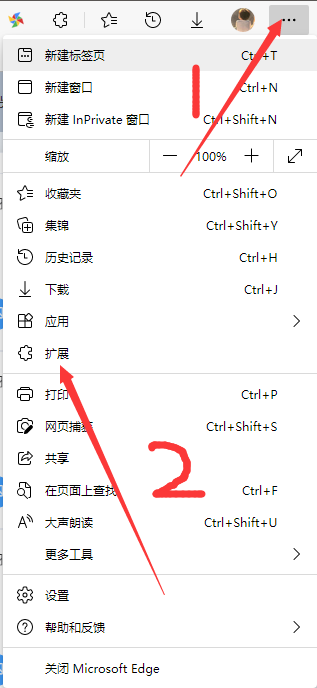 新建标签页 Ctrl+T
新建窗口 Ctrl+N
新建 InPrivate 窗口 Ctrl+Shift+N
1
缩放 — 100% +
收藏夹 Ctrl+Shift+O
集锦 Ctrl+Shift+Y
历史记录 Ctrl+H
下载 Ctrl+J
应用
扩展
打印 Ctrl+P
网页捕获 Ctrl+Shift+S
2
共享
在页面上查找 Ctrl+F
大声朗读 Ctrl+Shift+U
更多工具
设置
帮助和反馈
关闭 Microsoft Edge